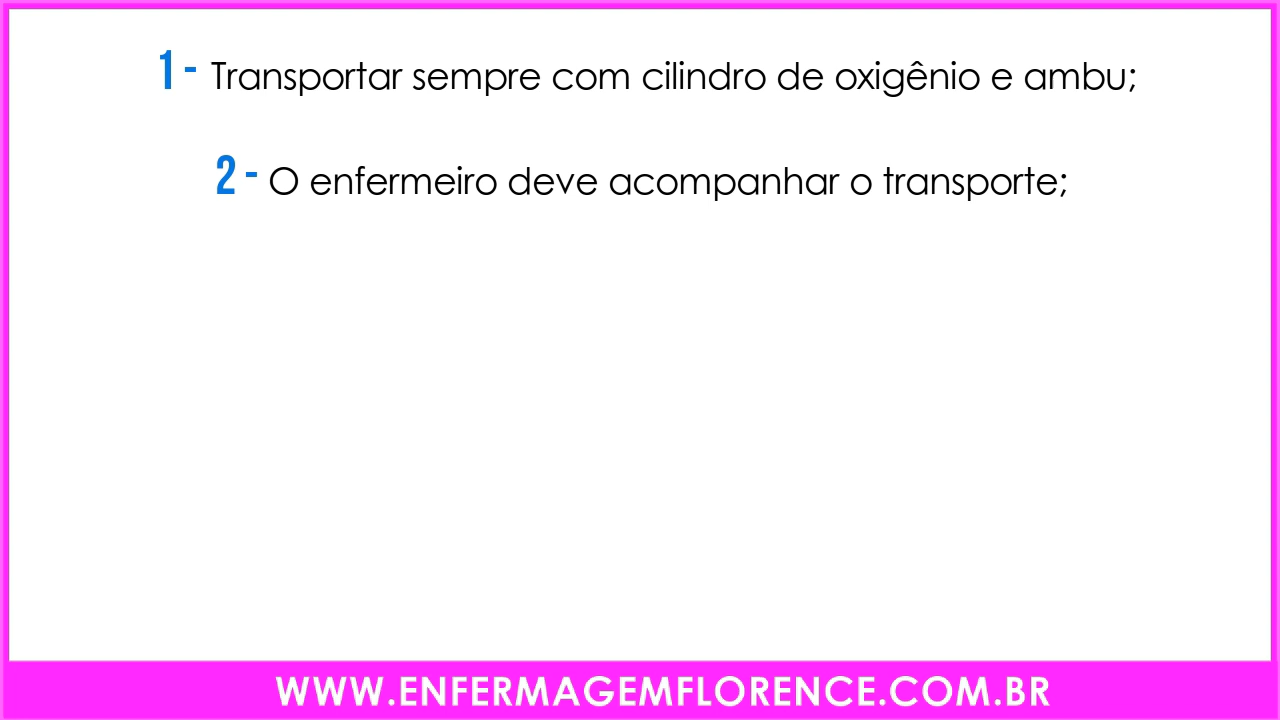 1 - Transportar sempre com cilindro de oxigênio e ambu;
2 - O enfermeiro deve acompanhar o transporte;
WWW.ENFERMAGEMFLORENCE.COM.BR